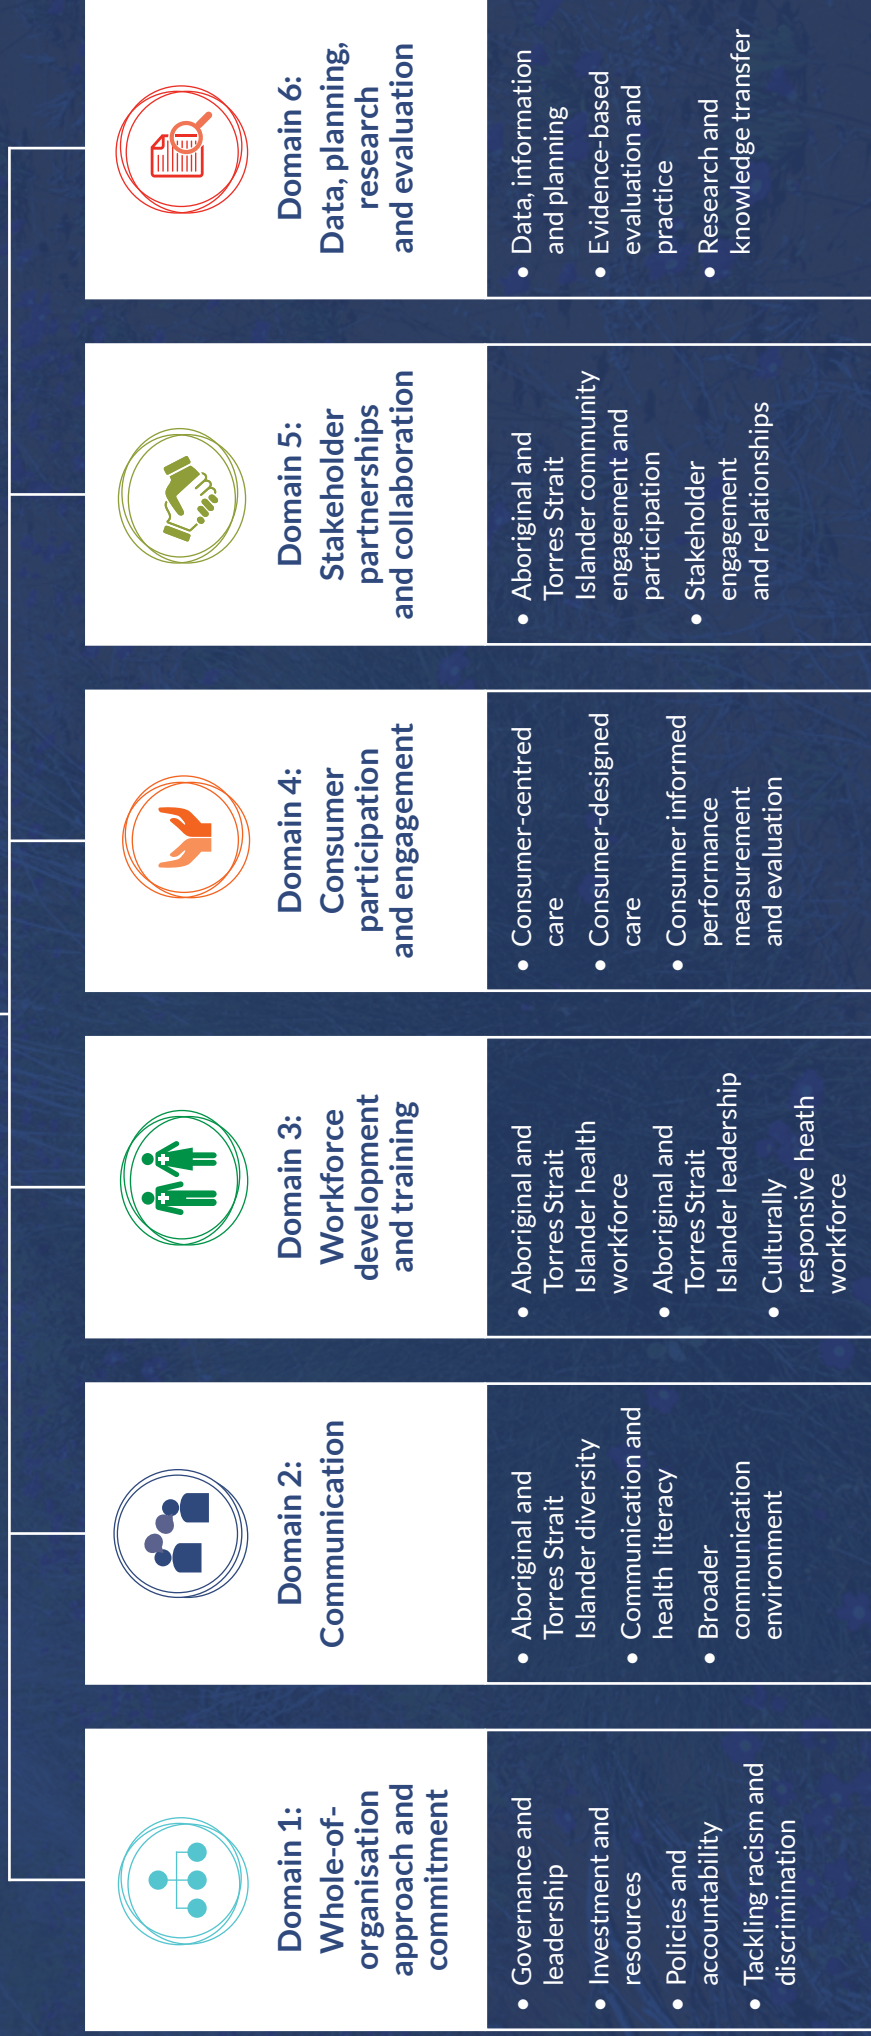 Domain 1:
Whole-of-
organisation
approach and
commitment
• Governance and
leadership
• Investment and
resources
• Policies and
accountability
• Tackling racism and
discrimination
Domain 2:
Communication
• Aboriginal and
Torres Strait
Islander diversity
• Communication and
health literacy
• Broader
communication
environment
Domain 3:
Workforce
development
and training
• Aboriginal and
Torres Strait
Islander health
workforce
• Aboriginal and
Torres Strait
Islander leadership
• Culturally
responsive heath
workforce
Domain 4:
Consumer
participation
and engagement
• Consumer-centred
care
• Consumer-designed
care
• Consumer informed
performance
measurement
and evaluation
Domain 5:
Stakeholder
partnerships
and collaboration
• Aboriginal and
Torres Strait
Islander community
engagement and
participation
• Stakeholder
engagement
and relationships
Domain 6:
Data, planning,
research
and evaluation
• Data, information
and planning
• Evidence-based
evaluation and
practice
• Research and
knowledge transfer